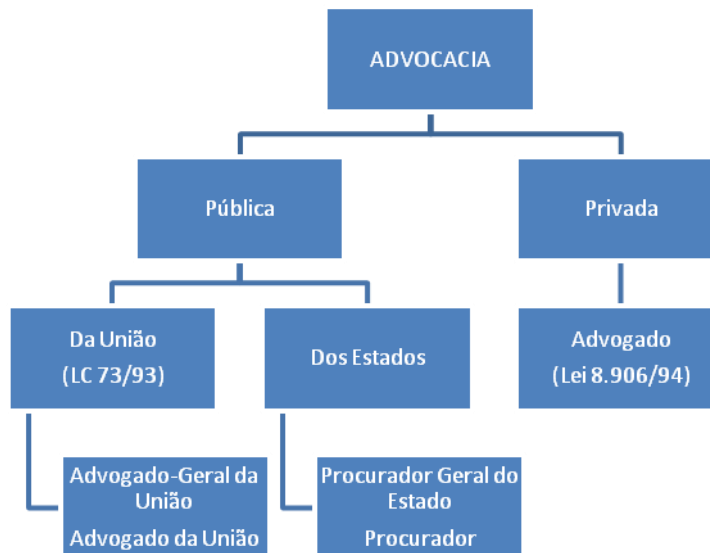 ADVOCACIA
Pública
Privada
Da União
(LC 73/93)
Dos Estados
Advogado
(Lei 8.906/94)
Advogado-Geral da
União
Advogado da União
Procurador Geral do
Estado
Procurador